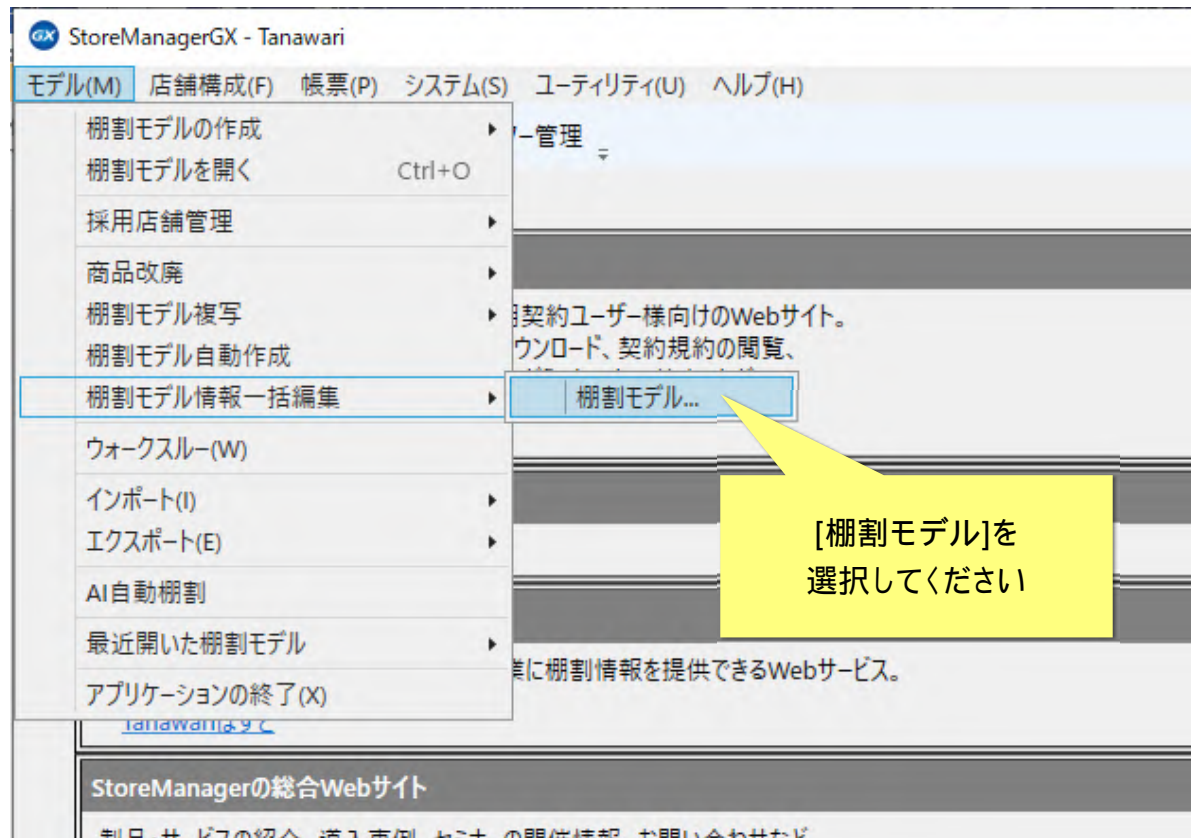 StoreManagerGX - Tanawari
モデル(M) 店舗構成(F) 帳票(P) システム(S) ユーティリティ(U) ヘルプ(H)
棚割モデルの作成
ー管理
棚割モデルを開く Ctrl+O
採用店舗管理
商品改廃
棚割モデル複写
契約ユーザー様向けのWebサイト。
棚割モデル自動作成
ウンロード、契約規約の閲覧、
棚割モデル情報一括編集
棚割モデル...
ウォークスルー(W)
インポート(I)
エクスポート(E)
[棚割モデル]を
選択してください
AI自動棚割
最近開いた棚割モデル
業に棚割情報を提供できるWebサービス。
アプリケーションの終了(X)
StoreManagerの総合Webサイト